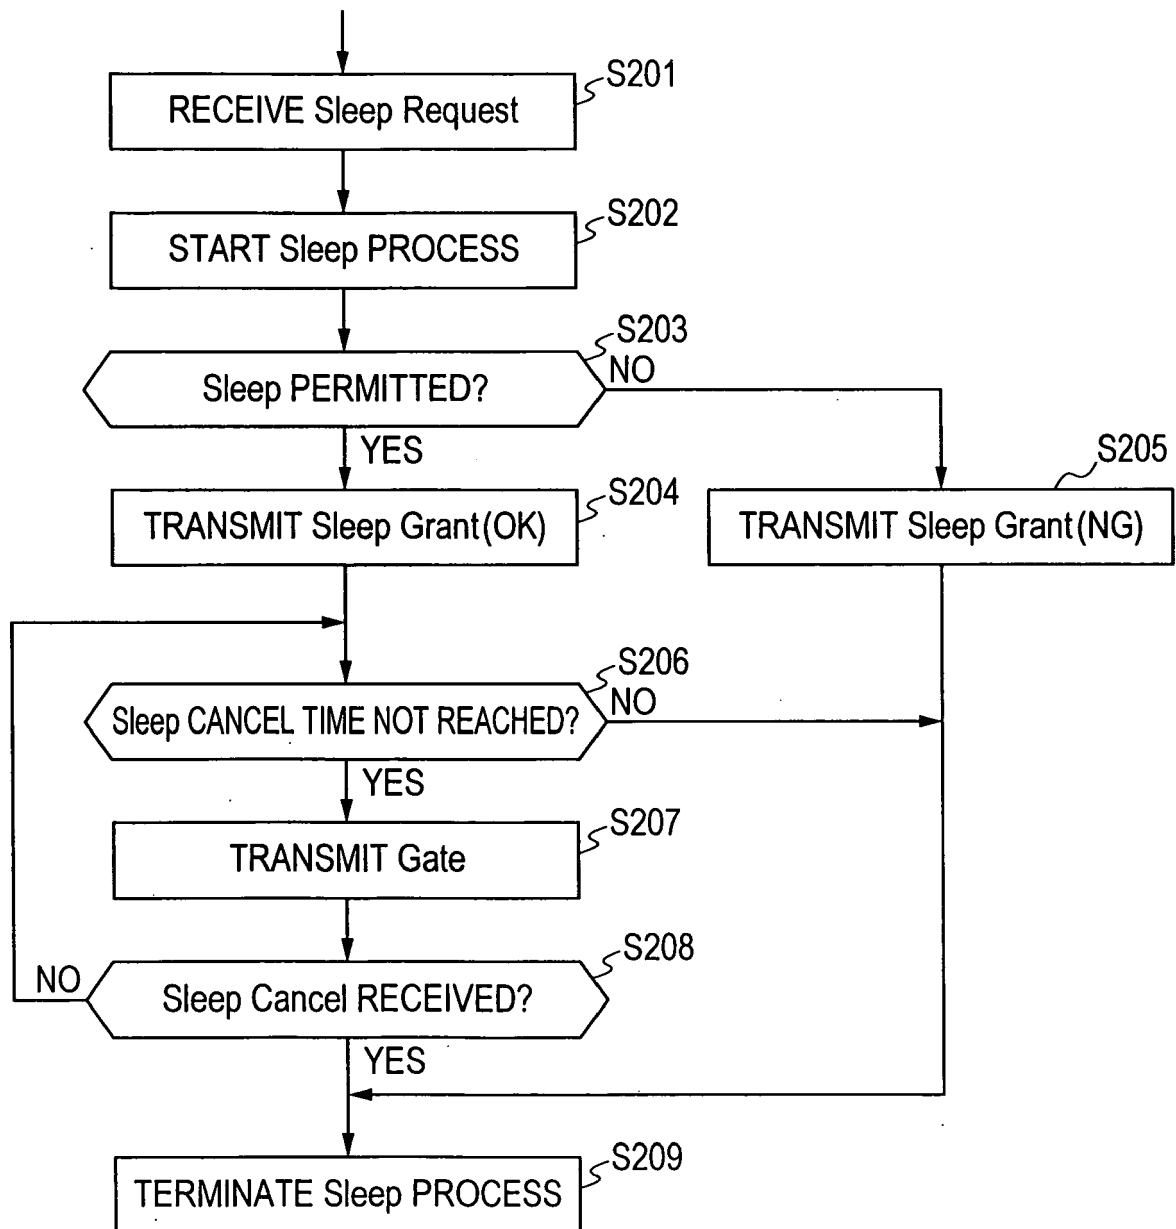 S201
RECEIVE Sleep Request
S202
START Sleep PROCESS
S203
Sleep PERMITTED?
NO
YES
S204
TRANSMIT Sleep Grant(OK)
S205
TRANSMIT Sleep Grant(NG)
S206
Sleep CANCEL TIME NOT REACHED?
NO
YES
S207
TRANSMIT Gate
S208
Sleep Cancel RECEIVED?
NO
YES
S209
TERMINATE Sleep PROCESS